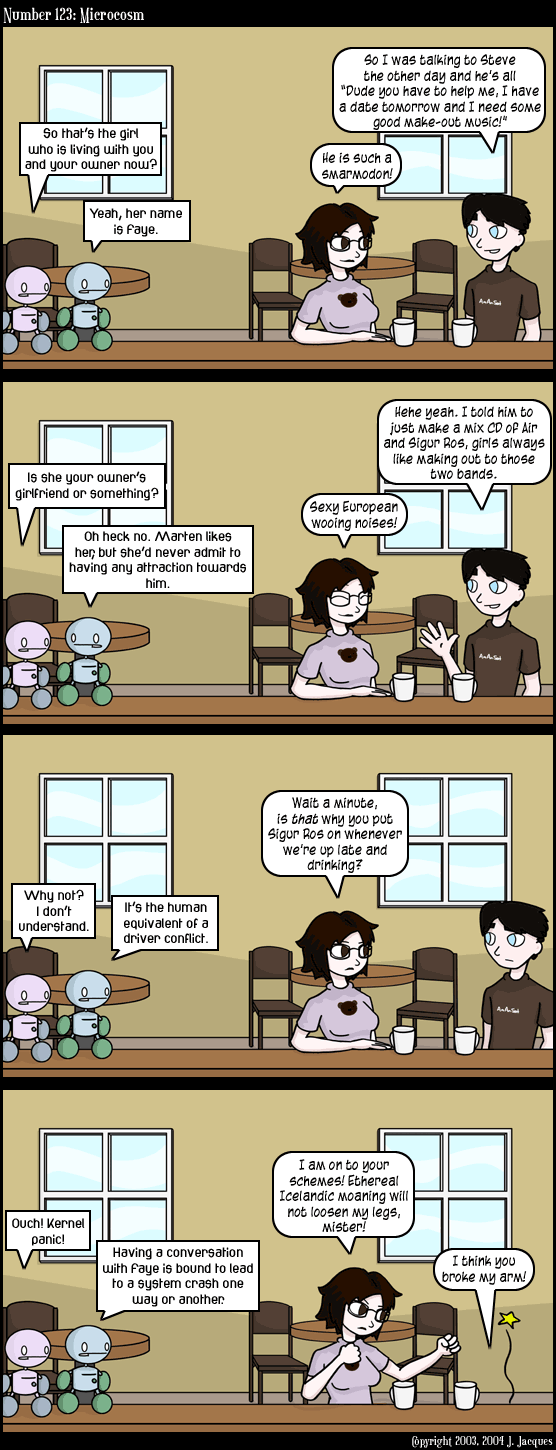 Number 123: Microcosm
So I was talking to Steve
the other day and he's all
"Dude you have to help me, I have
a date tomorrow and I need some
good make-out music!"
So that's the girl
who is living with you
and your owner now?
He is such a
smarmodon!
Yeah, her name
is Faye.
Hehe yeah. I told him to
just make a mix CD of Air
and Sigur Ros, girls always
like making out to those
two bands.
Is she your owner's
girlfriend or something?
Sexy European
wooing noises!
Oh heck no. Marten likes
her, but she'd never admit to
having any attraction towards
him.
Wait a minute,
is that why you put
Sigur Ros on whenever
we're up late and
drinking?
Why not?
I don't
understand.
It's the human
equivalent of a
driver conflict.
I am on to your
schemes! Ethereal
Icelandic moaning will
not loosen my legs,
mister!
Ouch! Kernel
panic!
Having a conversation
with Faye is bound to lead
to a system crash one
way or another.
I think you
broke my arm!
Copyright 2003, 2004 J. Jacques